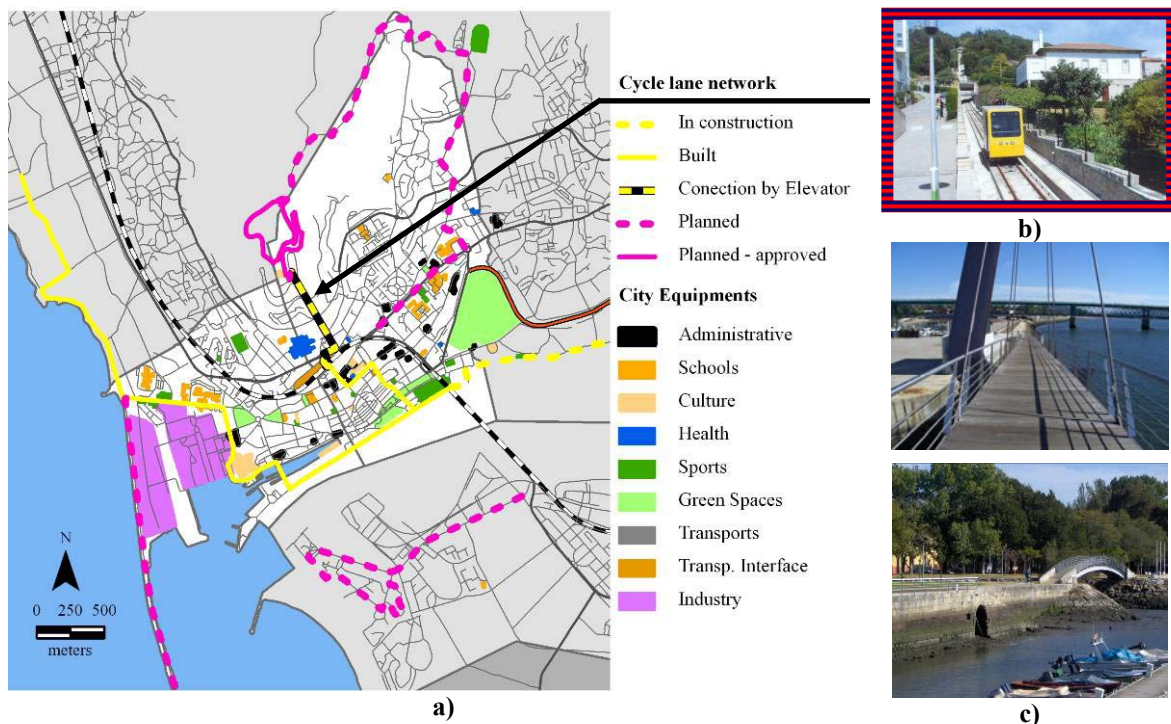 Cycle lane network
In construction
Built
Conection by Elevator
Planned
Planned - approved
City Equipments
Administrative
Schools
Culture
Health
Sports
Green Spaces
Transports
Transp. Interface
Industry
N
0 250 500
meters
a)
b)
c)